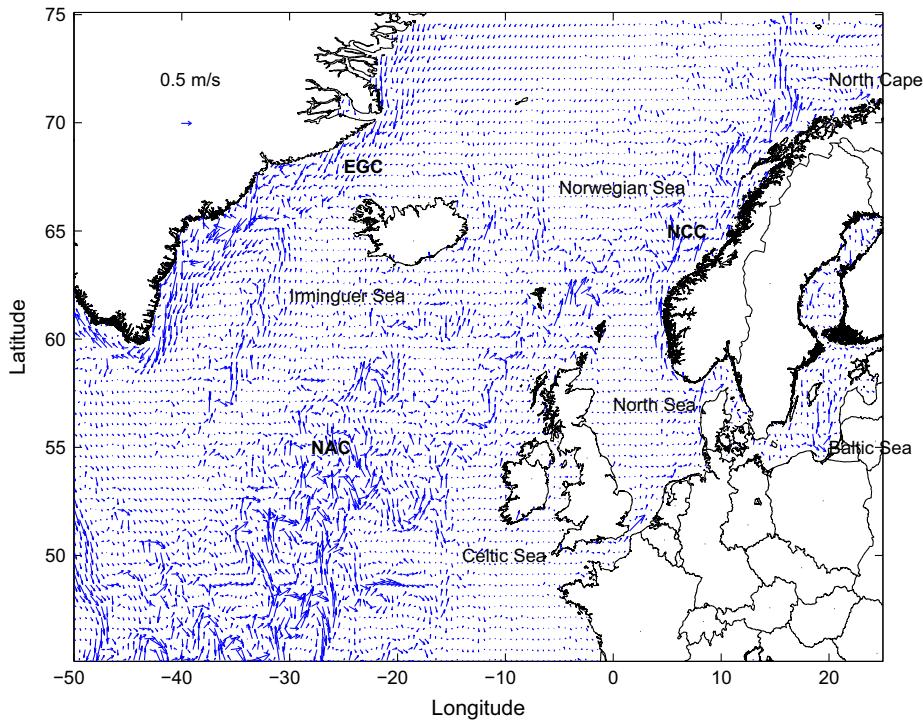 75
0.5 m/s
North Cape
70
EGC
Norwegian Sea
65
NCC
Irminguer Sea
60
North Sea
55
NAC
Baltic Sea
50
Celtic Sea
−50
−40
−30
−20
−10
0
10
20
Latitude
Longitude